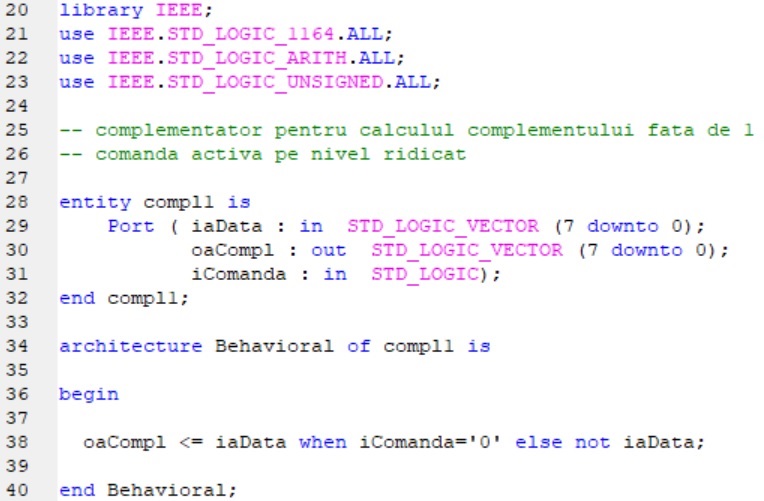 20 library IEEE;
21 use IEEE.STD_LOGIC_1164.ALL;
22 use IEEE.STD_LOGIC_ARITH.ALL;
23 use IEEE.STD_LOGIC_UNSIGNED.ALL;
24
25 -- complementator pentru calculul complementului fata de 1
26 -- comanda activa pe nivel ridicat
27
28 entity compl1 is
29     Port ( iaData : in  STD_LOGIC_VECTOR (7 downto 0);
30            oaCompl : out  STD_LOGIC_VECTOR (7 downto 0);
31            iComanda : in  STD_LOGIC);
32 end compl1;
33
34 architecture Behavioral of compl1 is
35
36 begin
37
38   oaCompl <= iaData when iComanda='0' else not iaData;
39
40 end Behavioral;